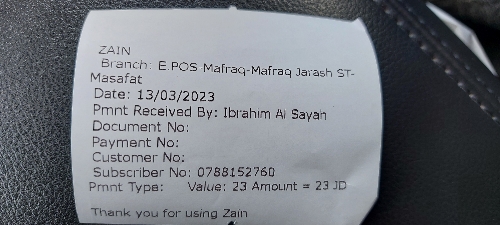 ZAIN
Branch: E.POS Mafraq-Mafraq Jarash ST-
Masafat
Date: 13/03/2023
Pmnt Received By: Ibrahim Al Sayah
Document No:
Payment No:
Customer No:
Subscriber No: 0788152760
Pmnt Type: Value: 23 Amount = 23 JD
Thank you for using Zain